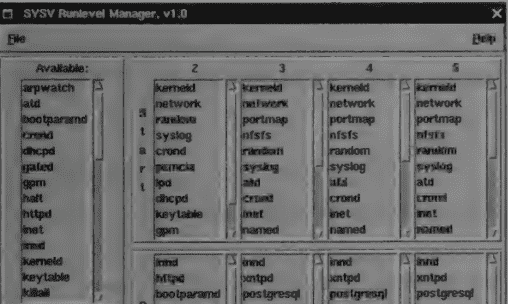 SYSV Runlevel Manager, v1.0
File Help
Available: 2 3 4 5
arpwatch
atd
bootparamd
crond
dhcpd
gated
gpm
halt
httpd
inet
innd
kerneld
keytable
killall
Start
kerneld
network
random
syslog
crond
pcmcia
lpd
dhcpd
keytable
gpm
kerneld
network
portmap
nfsfs
random
syslog
atd
crond
inet
named
kerneld
network
portmap
nfsfs
random
syslog
atd
crond
inet
named
kerneld
network
portmap
nfsfs
random
syslog
atd
crond
inet
named
innd
httpd
bootparamd
innd
xntpd
postgresql
innd
xntpd
postgresql
innd
xntpd
postgresql